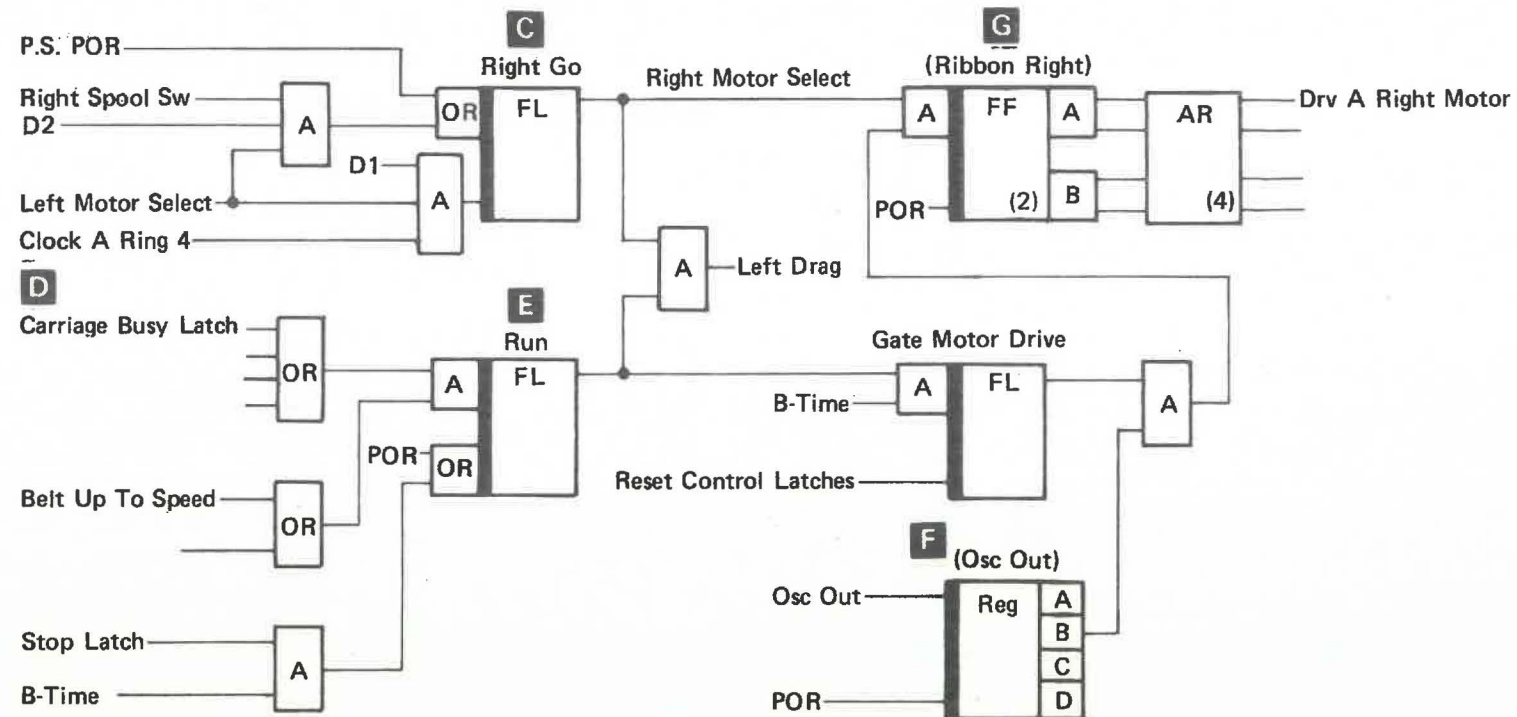 C
G
P.S. POR
Right Go
Right Motor Select
(Ribbon Right)
Right Spool Sw
D2
A
OR
FL
A
FF
A
AR
Drv A Right Motor
D1
Left Motor Select
A
POR
(2)
B
(4)
Clock A Ring 4
A
Left Drag
D
E
Carriage Busy Latch
Run
Gate Motor Drive
OR
A
FL
A
FL
A
B-Time
POR
OR
Reset Control Latches
Belt Up To Speed
OR
F
(Osc Out)
Osc Out
Reg
A
B
C
D
Stop Latch
A
B-Time
POR